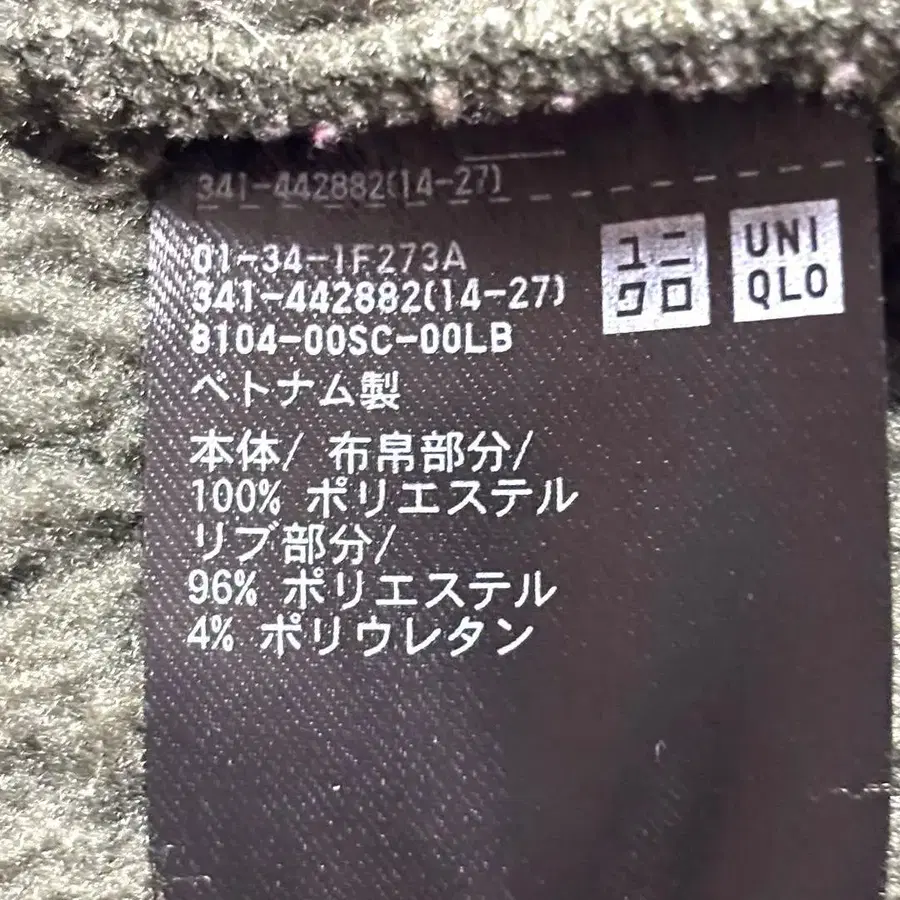 341-442882(14-27)
01-34-1F273A
341-442882(14-27)
8104-00SC-00LB
ユニ
クロ
UNI
QLO
ベトナム製
本体/ 布帛部分/
100% ポリエステル
リブ部分/
96% ポリエステル
4% ポリウレタン